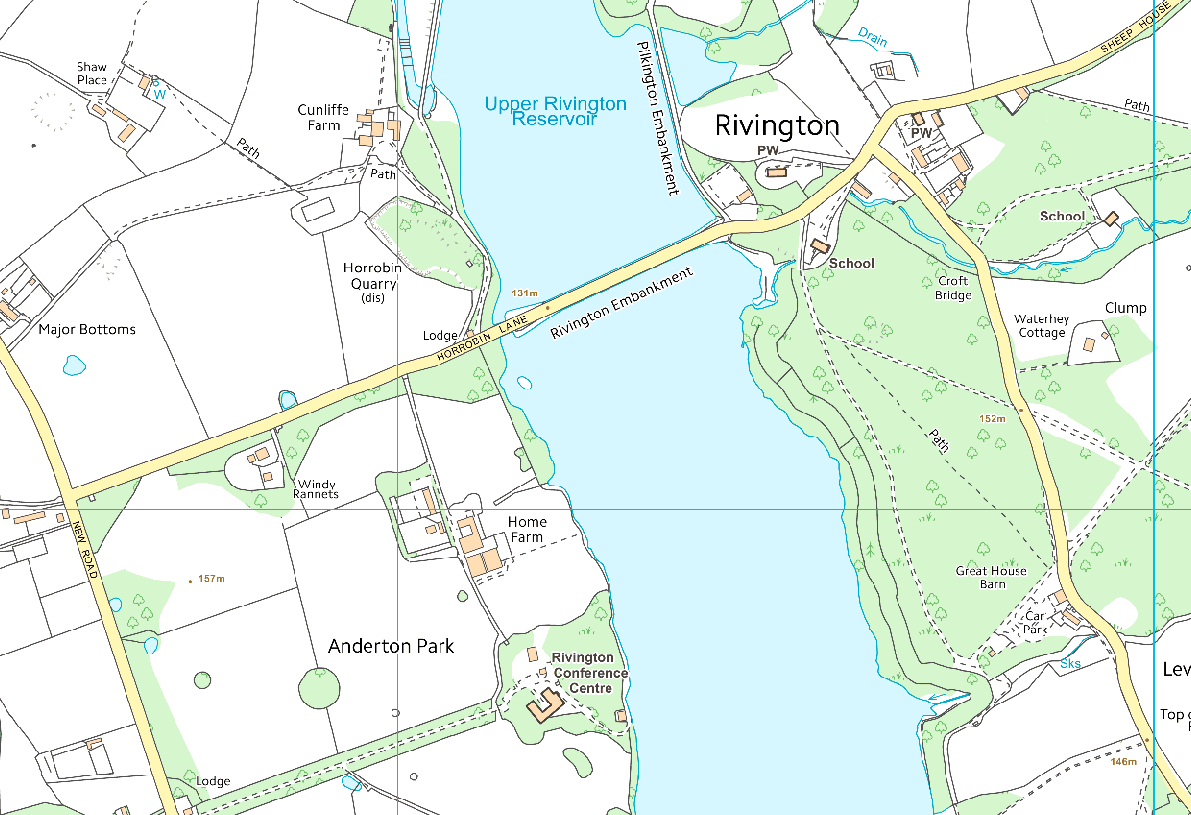 SHEEP HOUSE
Drain
Shaw
Place
W
Pilkington Embankment
Upper Rivington
Reservoir
Cunliffe
Farm
Path
Rivington
PW
PW
Path
Path
School
School
Horrobin
Quarry
(dis)
131m
Rivington Embankment
Croft
Bridge
Waterhey
Cottage
Clump
Major Bottoms
Lodge
HORROBIN LANE
152m
Path
Windy
Rannets
NEW ROAD
Home
Farm
157m
Great House
Barn
Car
Park
Anderton Park
Rivington
Conference
Centre
Sks
Lev
Top o
146m
Lodge